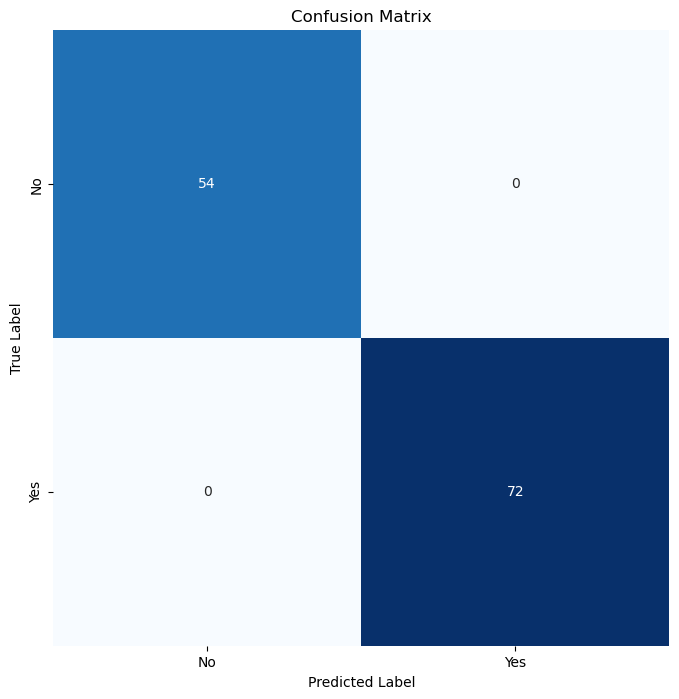 Confusion Matrix
No
54
0
True Label
Yes
0
72
No
Yes
Predicted Label